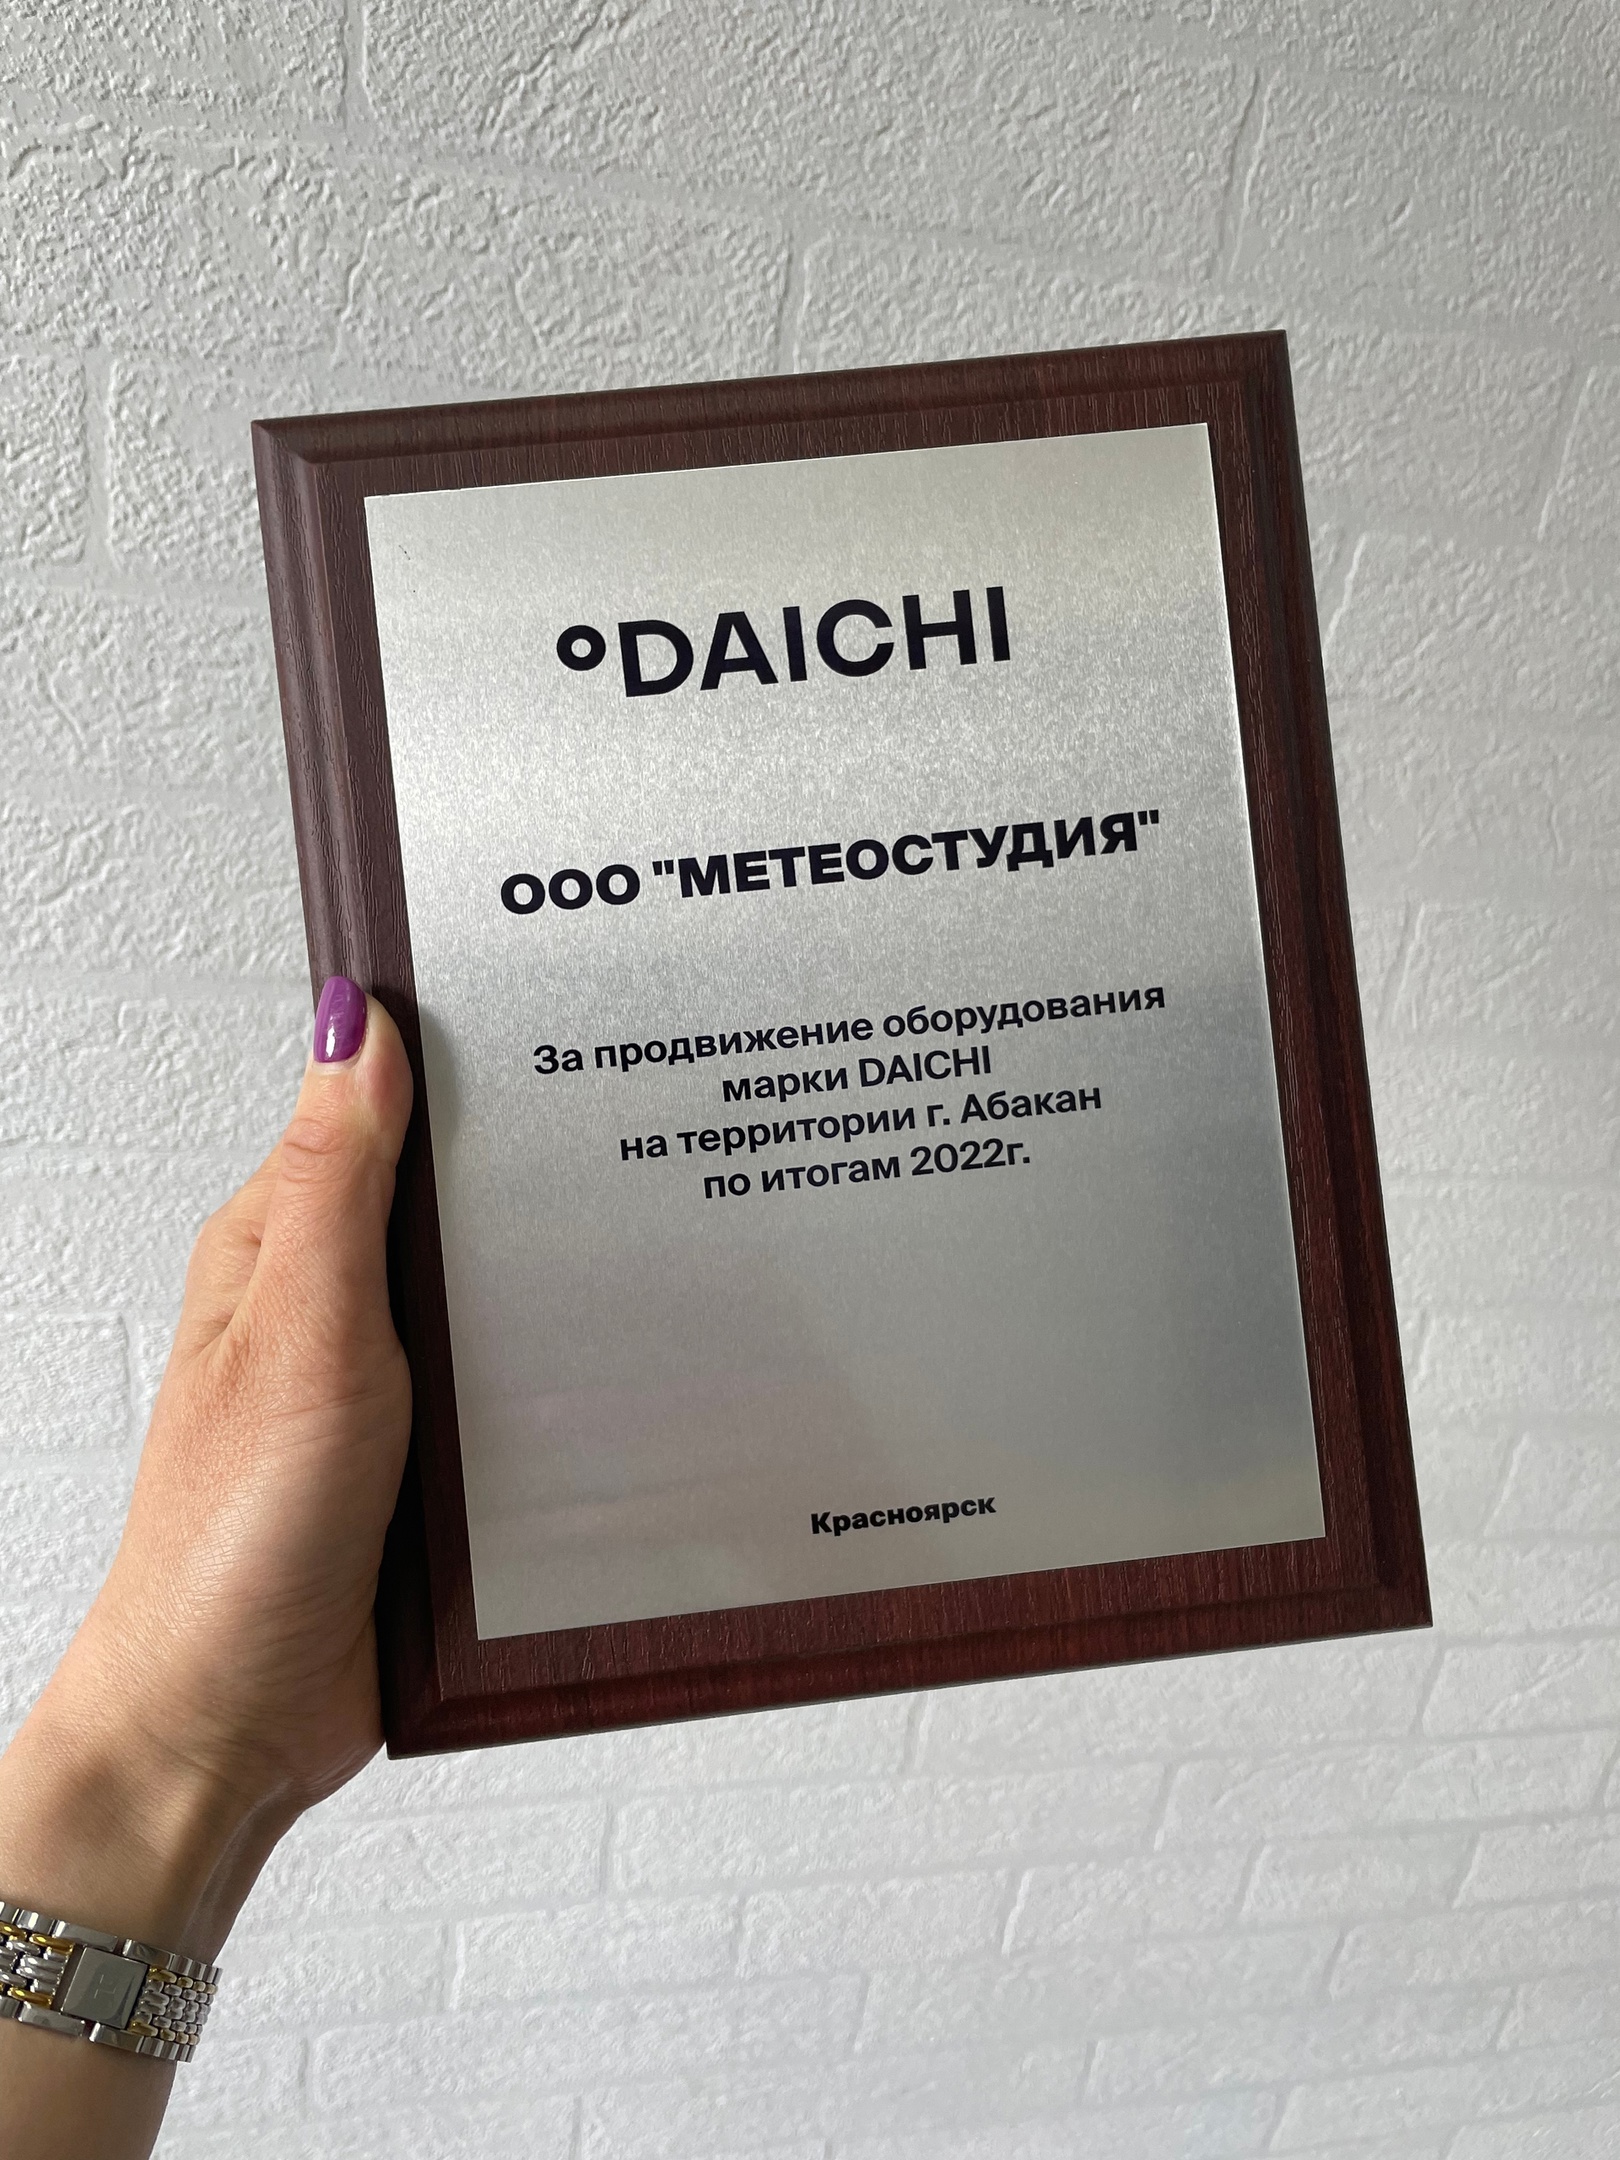 °DAICHI
ООО "МЕТЕОСТУДИЯ"
За продвижение оборудования
марки DAICHI
на территории г. Абакан
по итогам 2022г.
Красноярск